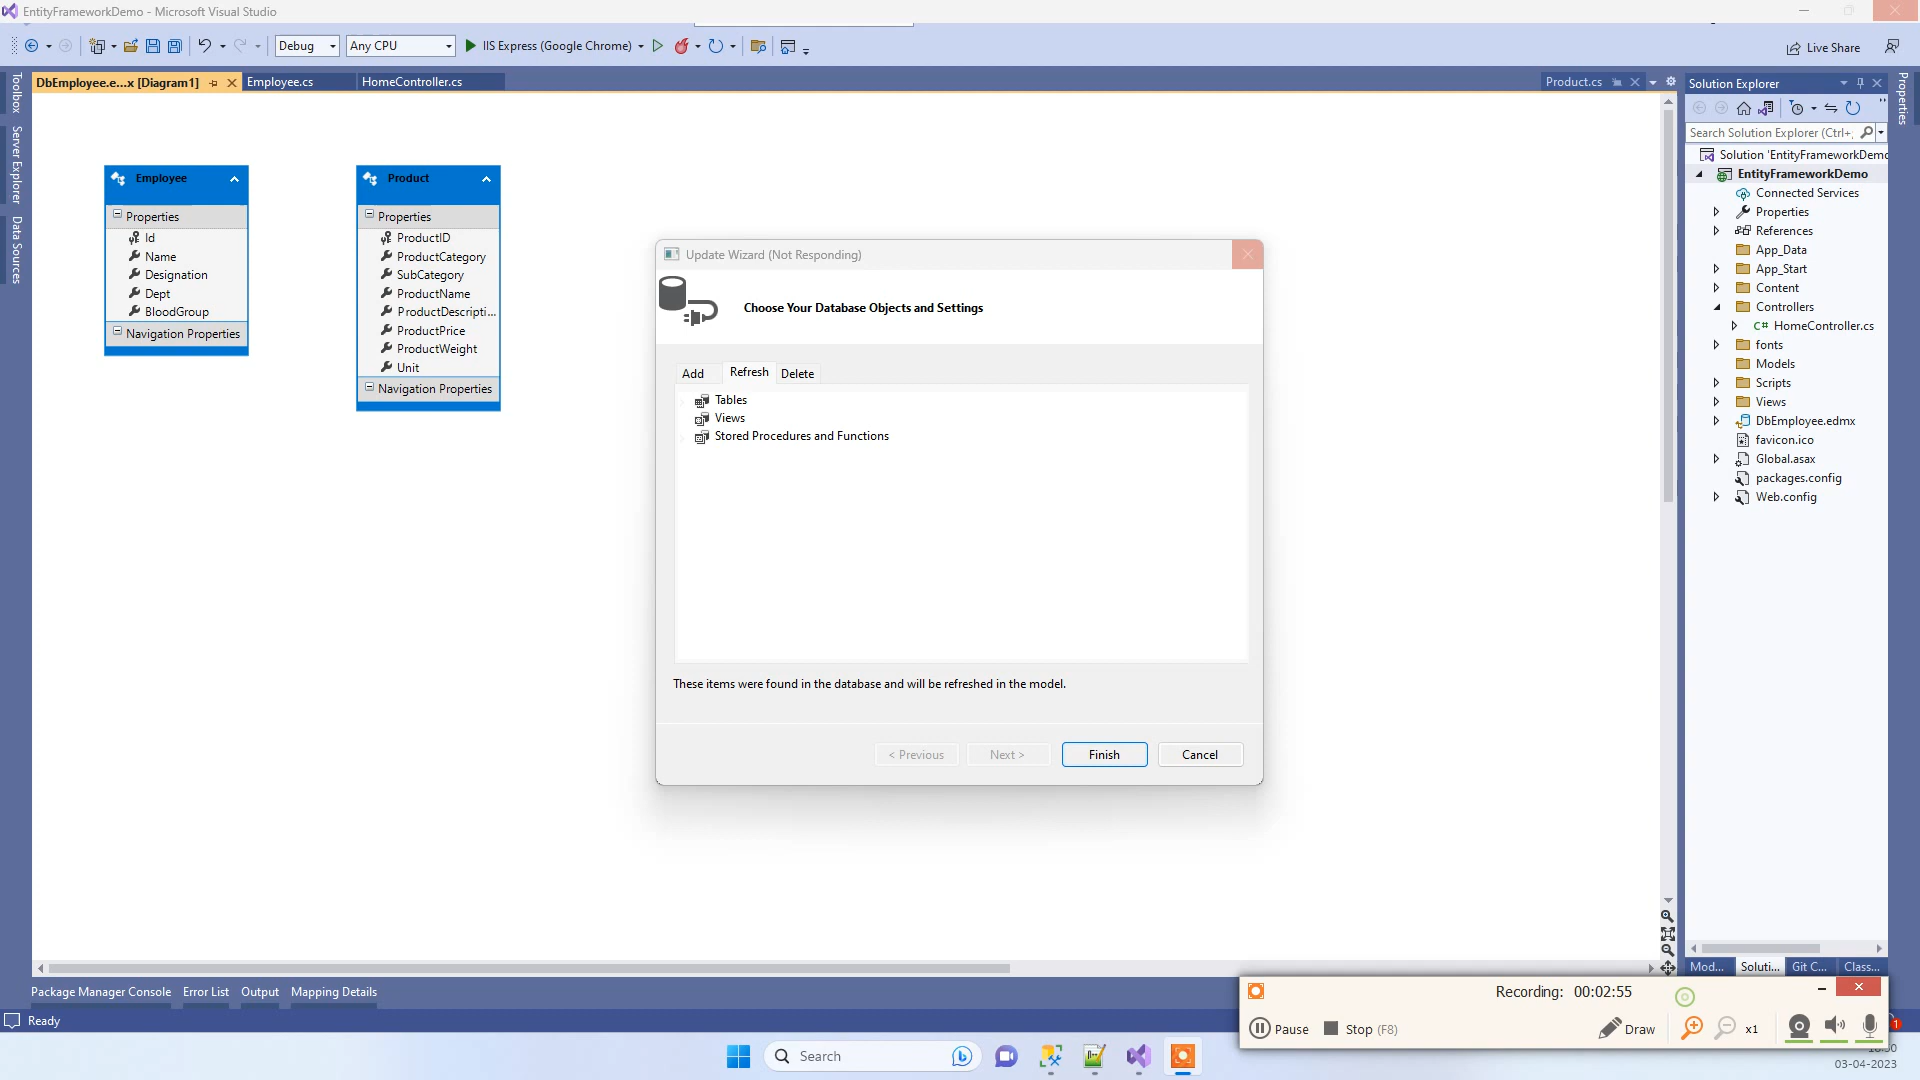 EntityFrameworkDemo - Microsoft Visual Studio
Debug
Any CPU
IIS Express (Google Chrome)
Live Share
DbEmployee.e...x [Diagram1]
Employee.cs
HomeController.cs
Product.cs
Toolbox
Server Explorer
Data Sources
Employee
Properties
Id
Name
Designation
Dept
BloodGroup
Navigation Properties
Product
Properties
ProductID
ProductCategory
SubCategory
ProductName
ProductDescripti...
ProductPrice
ProductWeight
Unit
Navigation Properties
Update Wizard (Not Responding)
Choose Your Database Objects and Settings
Add
Refresh
Delete
Tables
Views
Stored Procedures and Functions
These items were found in the database and will be refreshed in the model.
< Previous
Next >
Finish
Cancel
Solution Explorer
Search Solution Explorer (Ctrl+;
Solution 'EntityFrameworkDemo
EntityFrameworkDemo
Connected Services
Properties
References
App_Data
App_Start
Content
Controllers
C# HomeController.cs
fonts
Models
Scripts
Views
DbEmployee.edmx
favicon.ico
Global.asax
packages.config
Web.config
Properties
Mod...
Soluti...
Git C...
Class...
Package Manager Console
Error List
Output
Mapping Details
Ready
Recording: 00:02:55
Pause
Stop (F8)
Draw
x1
1
Search
03-04-2023